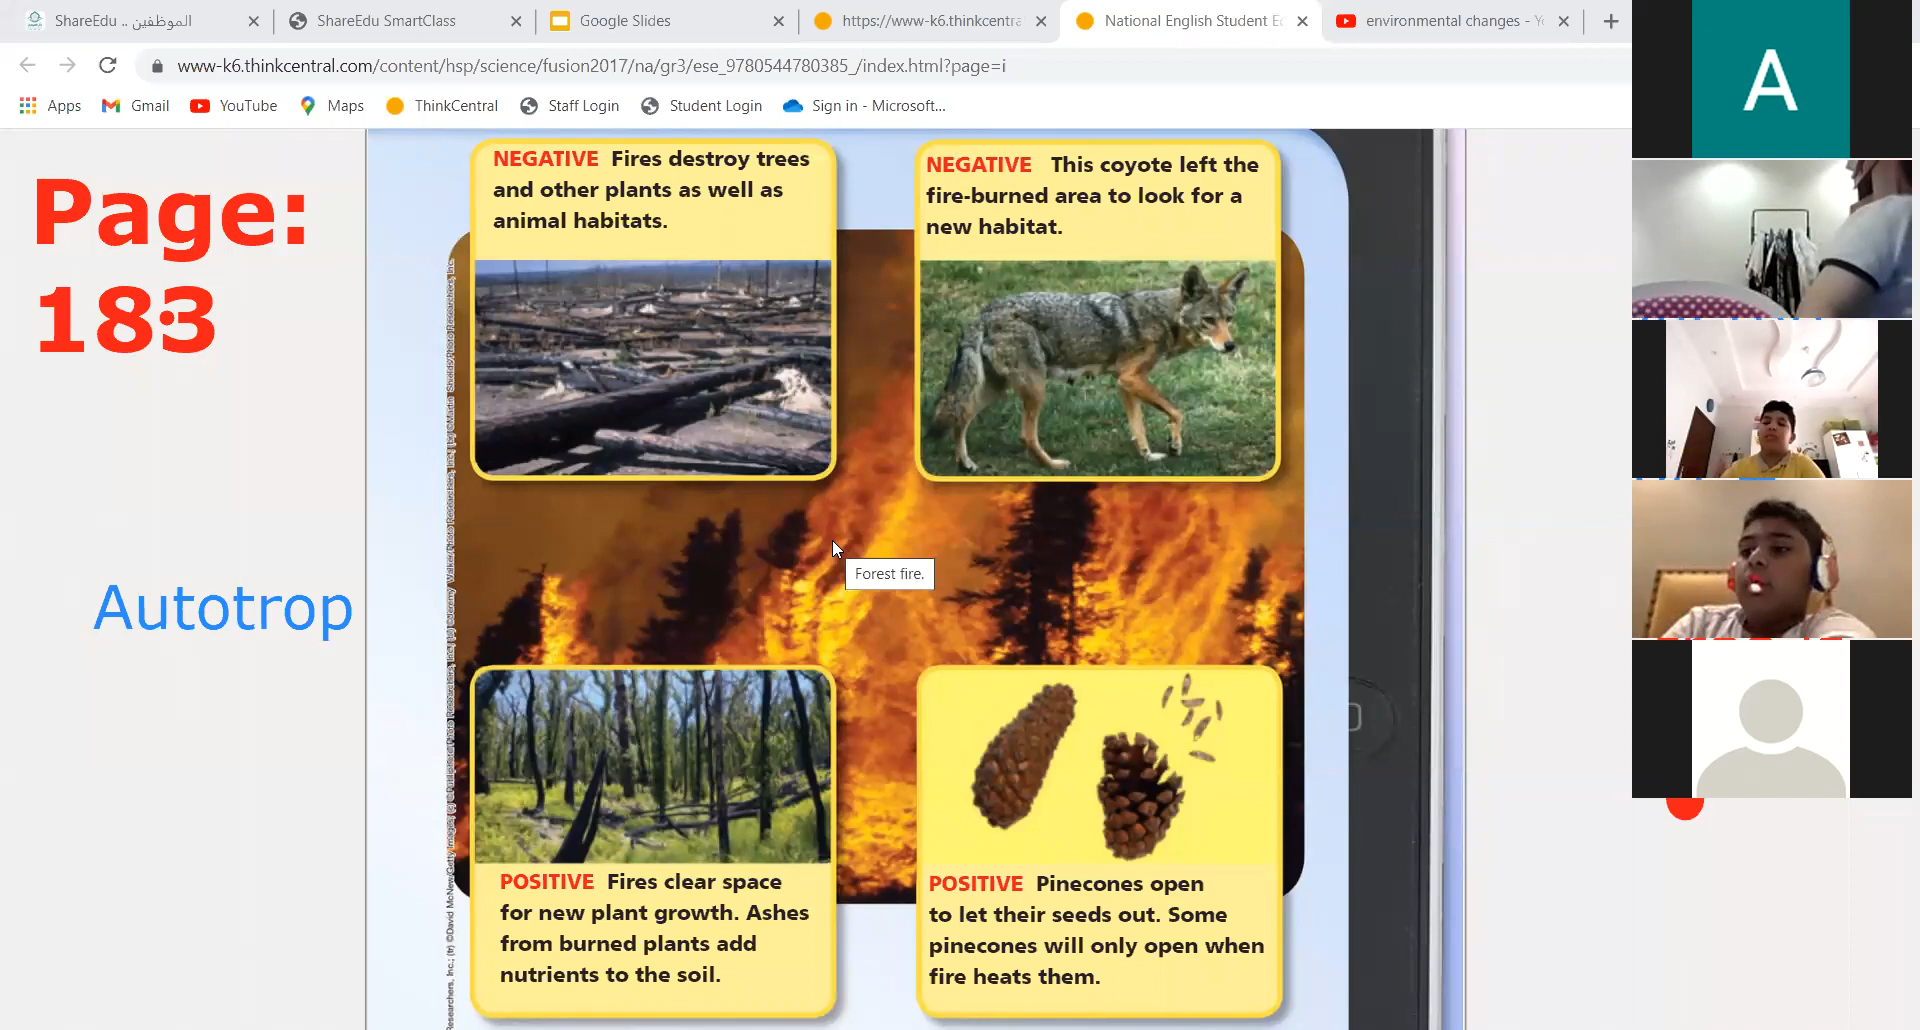 ShareEdu .. الموظفين
ShareEdu SmartClass
Google Slides
https://www-k6.thinkcentra
National English Student Ed
environmental changes - Y
www-k6.thinkcentral.com/content/hsp/science/fusion2017/na/gr3/ese_9780544780385_/index.html?page=i
Apps
Gmail
YouTube
Maps
ThinkCentral
Staff Login
Student Login
Sign in - Microsoft...
A
Page:
183
Autotrop
NEGATIVE Fires destroy trees
and other plants as well as
animal habitats.
NEGATIVE This coyote left the
fire-burned area to look for a
new habitat.
Forest fire.
POSITIVE Fires clear space
for new plant growth. Ashes
from burned plants add
nutrients to the soil.
POSITIVE Pinecones open
to let their seeds out. Some
pinecones will only open when
fire heats them.